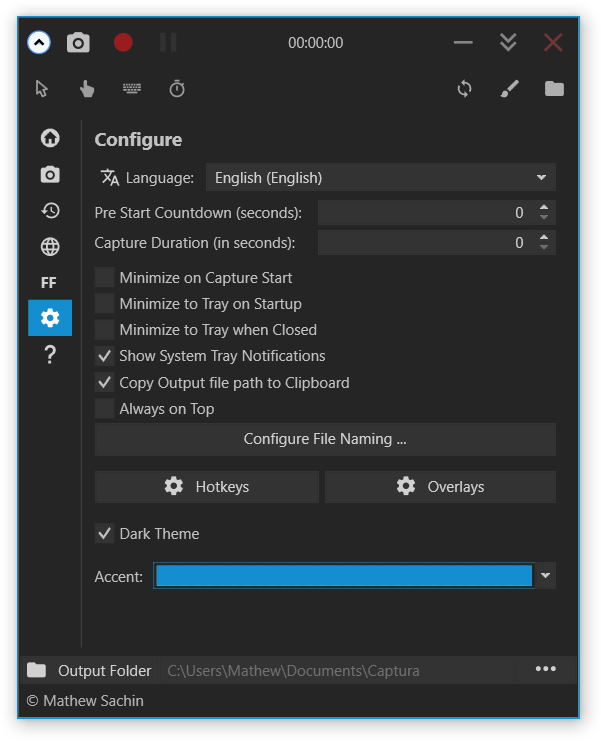 00:00:00
Configure
Language: English (English)
Pre Start Countdown (seconds): 0
Capture Duration (in seconds): 0
FF
Minimize on Capture Start
Minimize to Tray on Startup
Minimize to Tray when Closed
?
Show System Tray Notifications
Copy Output file path to Clipboard
Always on Top
Configure File Naming ...
Hotkeys Overlays
Dark Theme
Accent:
Output Folder C:\Users\Mathew\Documents\Captura
© Mathew Sachin